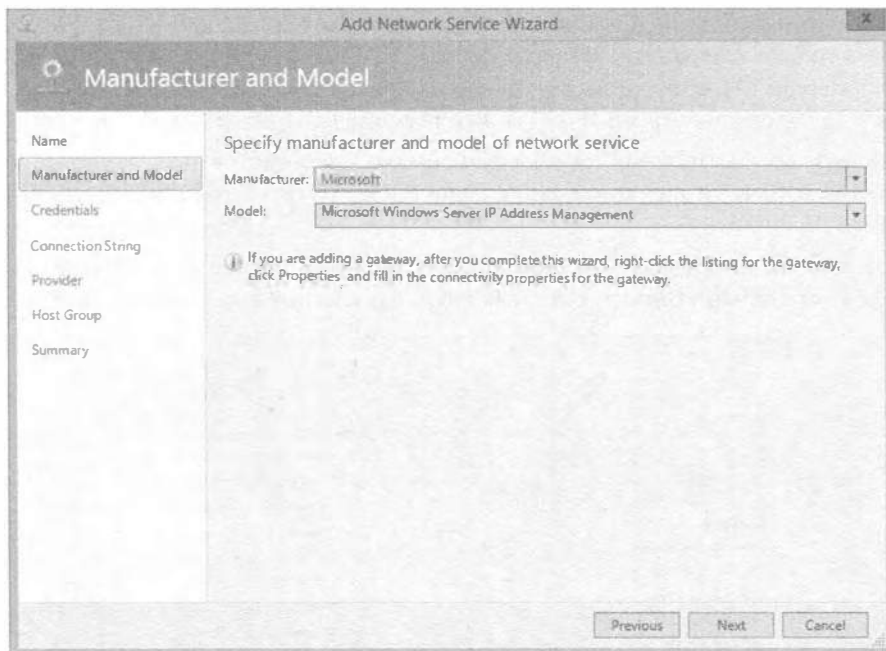 Add Network Service Wizard
x
Manufacturer and Model
Name
Manufacturer and Model
Credentials
Connection String
Provider
Host Group
Summary
Specify manufacturer and model of network service
Manufacturer: Microsoft
Model: Microsoft Windows Server IP Address Management
If you are adding a gateway, after you complete this wizard, right-click the listing for the gateway,
click Properties and fill in the connectivity properties for the gateway.
Previous Next Cancel